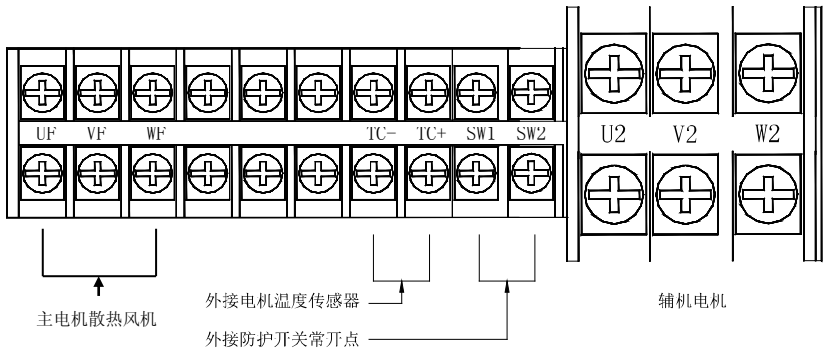 UF VF WF TC- TC+ SW1 SW2 U2 V2 W2
外接电机温度传感器
辅机电机
主电机散热风机
外接防护开关常开点